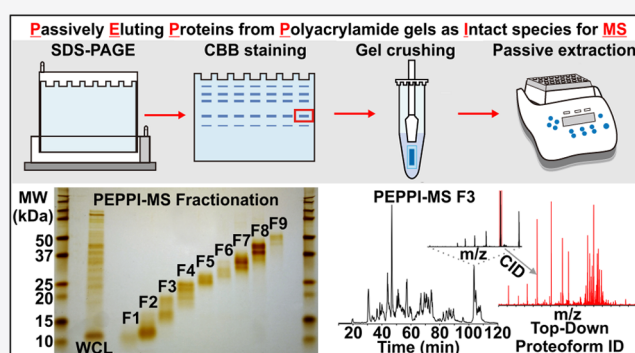 Passively Eluting Proteins from Polyacrylamide gels as Intact species for MS
SDS-PAGE
CBB staining
Gel crushing
Passive extraction
MW
(kDa)
PEPPI-MS Fractionation
50
37
25
20
15
10
WCL
F1
F2
F3
F4
F5
F6
F7
F8
F9
PEPPI-MS F3
m/z
CID
20 40 60 80 100 120
Time (min)
m/z
Top-Down
Proteoform ID